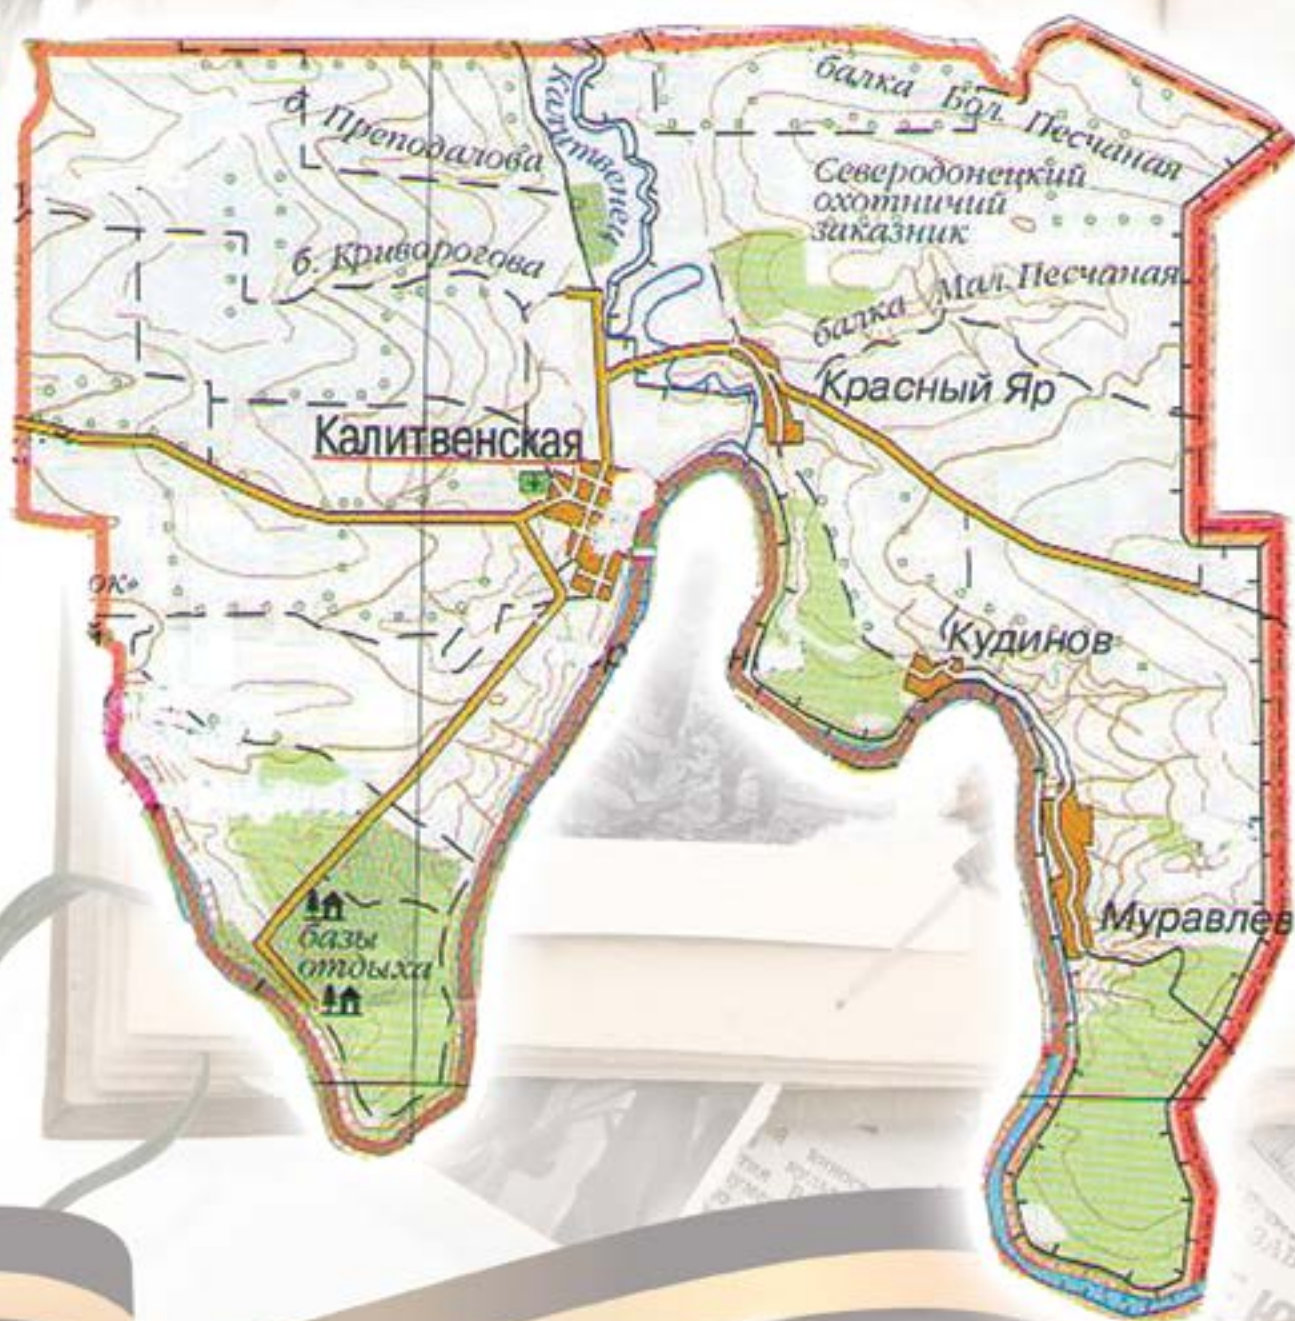 балка Бол. Песчаная
б. Преподалова
Калитвенец
Северодонецкий
охотничий
заказник
б. Криворогова
балка Мал. Песчаная
Красный Яр
Калитвенская
ок.
Кудинов
Муравлев
базы
отдыха